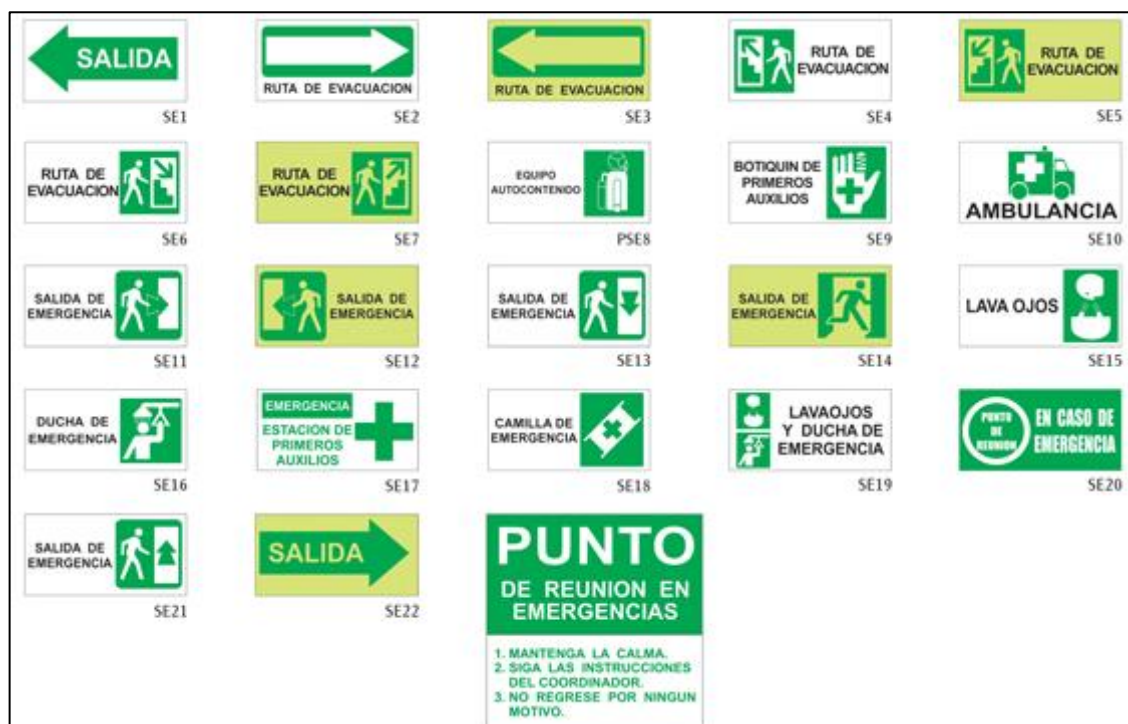 SALIDA
SE1
RUTA DE EVACUACION
SE2
RUTA DE EVACUACION
SE3
RUTA DE
EVACUACION
SE4
RUTA DE
EVACUACION
SE5
RUTA DE
EVACUACION
SE6
RUTA DE
EVACUACION
SE7
EQUIPO
AUTOCONTENIDO
PSE8
BOTIQUIN DE
PRIMEROS
AUXILIOS
SE9
AMBULANCIA
SE10
SALIDA DE
EMERGENCIA
SE11
SALIDA DE
EMERGENCIA
SE12
SALIDA DE
EMERGENCIA
SE13
SALIDA DE
EMERGENCIA
SE14
LAVA OJOS
SE15
DUCHA DE
EMERGENCIA
SE16
EMERGENCIA
ESTACION DE
PRIMEROS
AUXILIOS
SE17
CAMILLA DE
EMERGENCIA
SE18
LAVAOJOS
Y DUCHA DE
EMERGENCIA
SE19
PUNTO
DE
REUNION
EN CASO DE
EMERGENCIA
SE20
SALIDA DE
EMERGENCIA
SE21
SALIDA
SE22
PUNTO
DE REUNION EN
EMERGENCIAS
1. MANTENGA LA CALMA.
2. SIGA LAS INSTRUCCIONES
DEL COORDINADOR.
3. NO REGRESE POR NINGUN
MOTIVO.